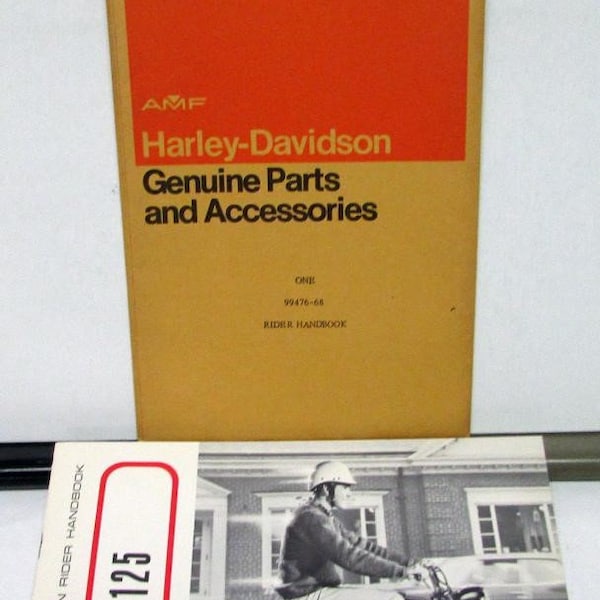 AMF
Harley-Davidson
Genuine Parts
and Accessories
ONE
99476-68
RIDER HANDBOOK
N RIDER HANDBOOK
125